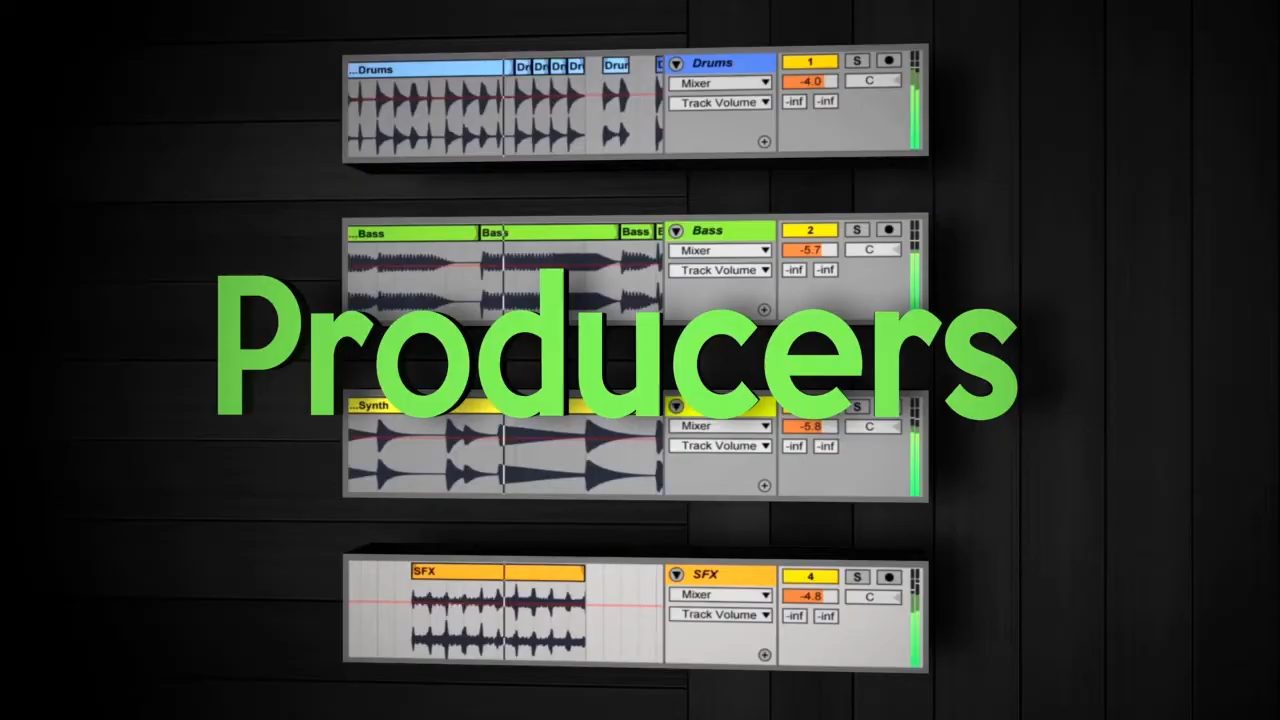 ...Drums Dr Dr Dr Dr Drur D Drums 1 S
Mixer -4.0 C
Track Volume -inf -inf
...Bass Bass Bass B Bass 2 S
Mixer -5.7 C
Track Volume -inf -inf
Producers
...Synth S
Mixer -5.8 C
Track Volume -inf -inf
SFX SFX 4 S
Mixer -4.8 C
Track Volume -inf -inf